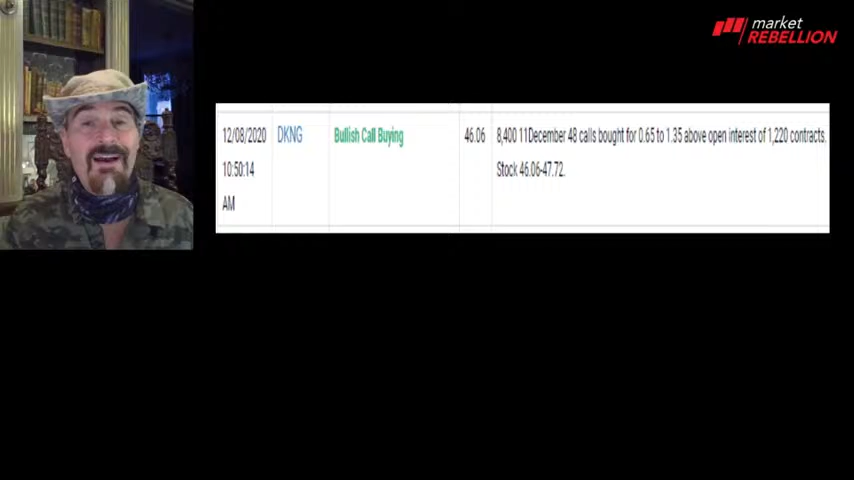 market
REBELLION
12/08/2020 DKNG Bullish Call Buying 46.06 8,400 11December 48 calls bought for 0.65 to 1.35 above open interest of 1,220 contracts.
10:50:14 Stock 46.06-47.72.
AM